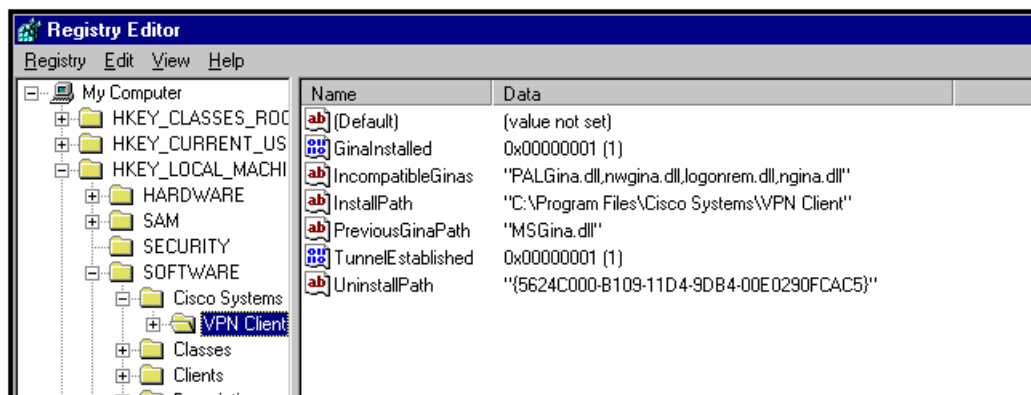 Registry Editor
Registry Edit View Help
My Computer
HKEY_CLASSES_ROO
HKEY_CURRENT_US
HKEY_LOCAL_MACHI
HARDWARE
SAM
SECURITY
SOFTWARE
Cisco Systems
VPN Client
Classes
Clients
Name Data
(Default) (value not set)
GinaInstalled 0x00000001 (1)
IncompatibleGinas "PALGina.dll,nwgina.dll,logonrem.dll,ngina.dll"
InstallPath "C:\Program Files\Cisco Systems\VPN Client"
PreviousGinaPath "MSGina.dll"
TunnelEstablished 0x00000001 (1)
UninstallPath "{5624C000-B109-11D4-9DB4-00E0290FCAC5}"